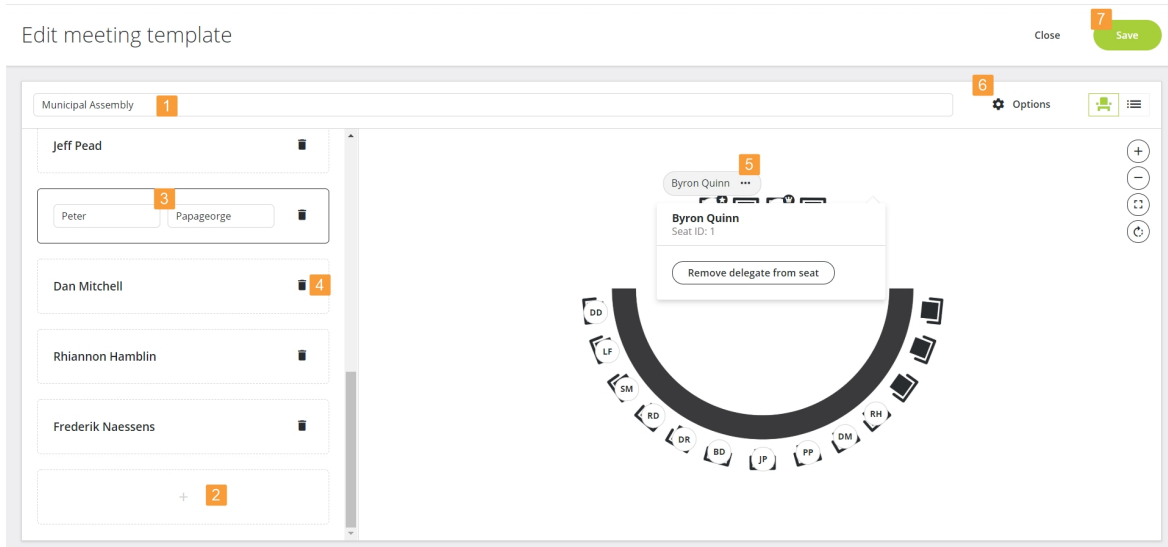 Edit meeting template
Close
7
Save
Municipal Assembly
1
6
Options
Jeff Pead
3
Peter
Papageorge
Dan Mitchell
4
Rhiannon Hamblin
Frederik Naessens
+ 2
5
Byron Quinn •••
W
Byron Quinn
Seat ID: 1
Remove delegate from seat
DD
LF
SM
RD
DR
BD
JP
PP
DM
RH